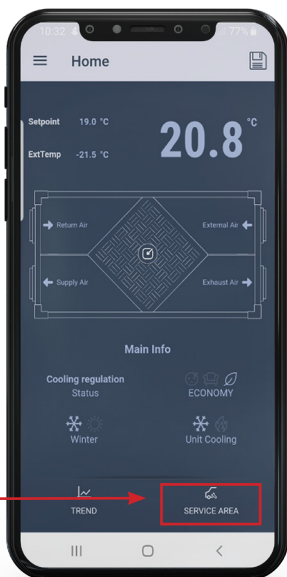 10:32
77%
Home
Setpoint 19.0 °C
20.8 °C
ExtTemp -21.5 °C
Return Air
External Air
Supply Air
Exhaust Air
Main Info
Cooling regulation
Status
ECONOMY
Winter
Unit Cooling
TREND
SERVICE AREA